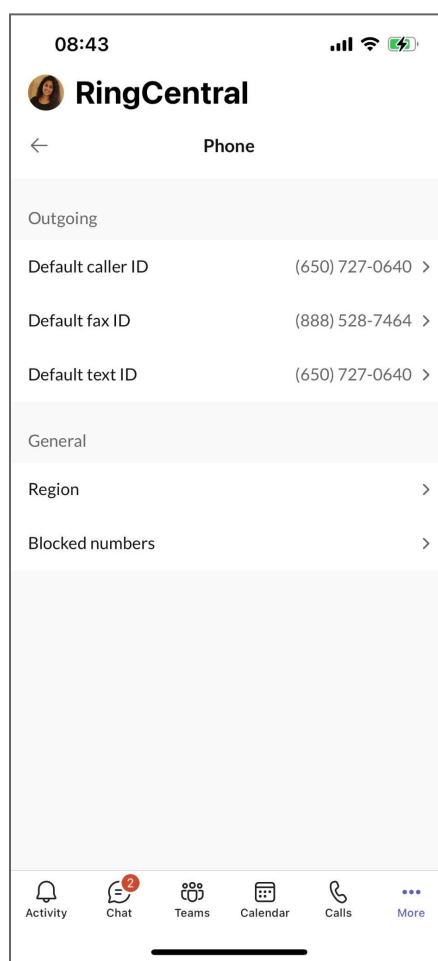 08:43
RingCentral
Phone
Outgoing
Default caller ID (650) 727-0640
Default fax ID (888) 528-7464
Default text ID (650) 727-0640
General
Region
Blocked numbers
2
Activity Chat Teams Calendar Calls More